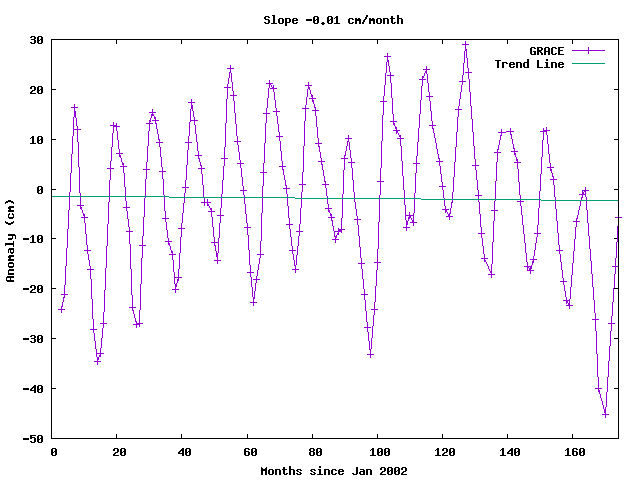 Slope -0.01 cm/month
GRACE
Trend Line
30
20
10
0
-10
-20
-30
-40
-50
Anomaly (cm)
0 20 40 60 80 100 120 140 160
Months since Jan 2002